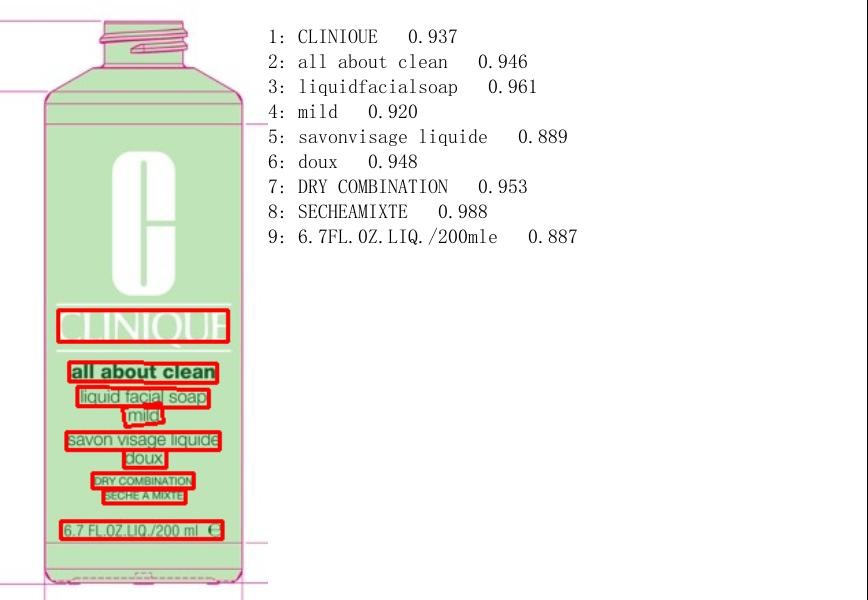 C
CLINIQUE
all about clean
liquid facial soap
mild
savon visage liquide
doux
DRY COMBINATION
SÈCHE À MIXTE
6.7 FL.OZ.LIQ./200 ml ℮
1: CLINIOUE 0.937
2: all about clean 0.946
3: liquidfacialsoap 0.961
4: mild 0.920
5: savonvisage liquide 0.889
6: doux 0.948
7: DRY COMBINATION 0.953
8: SECHEAMIXTE 0.988
9: 6.7FL.OZ.LIQ./200mle 0.887